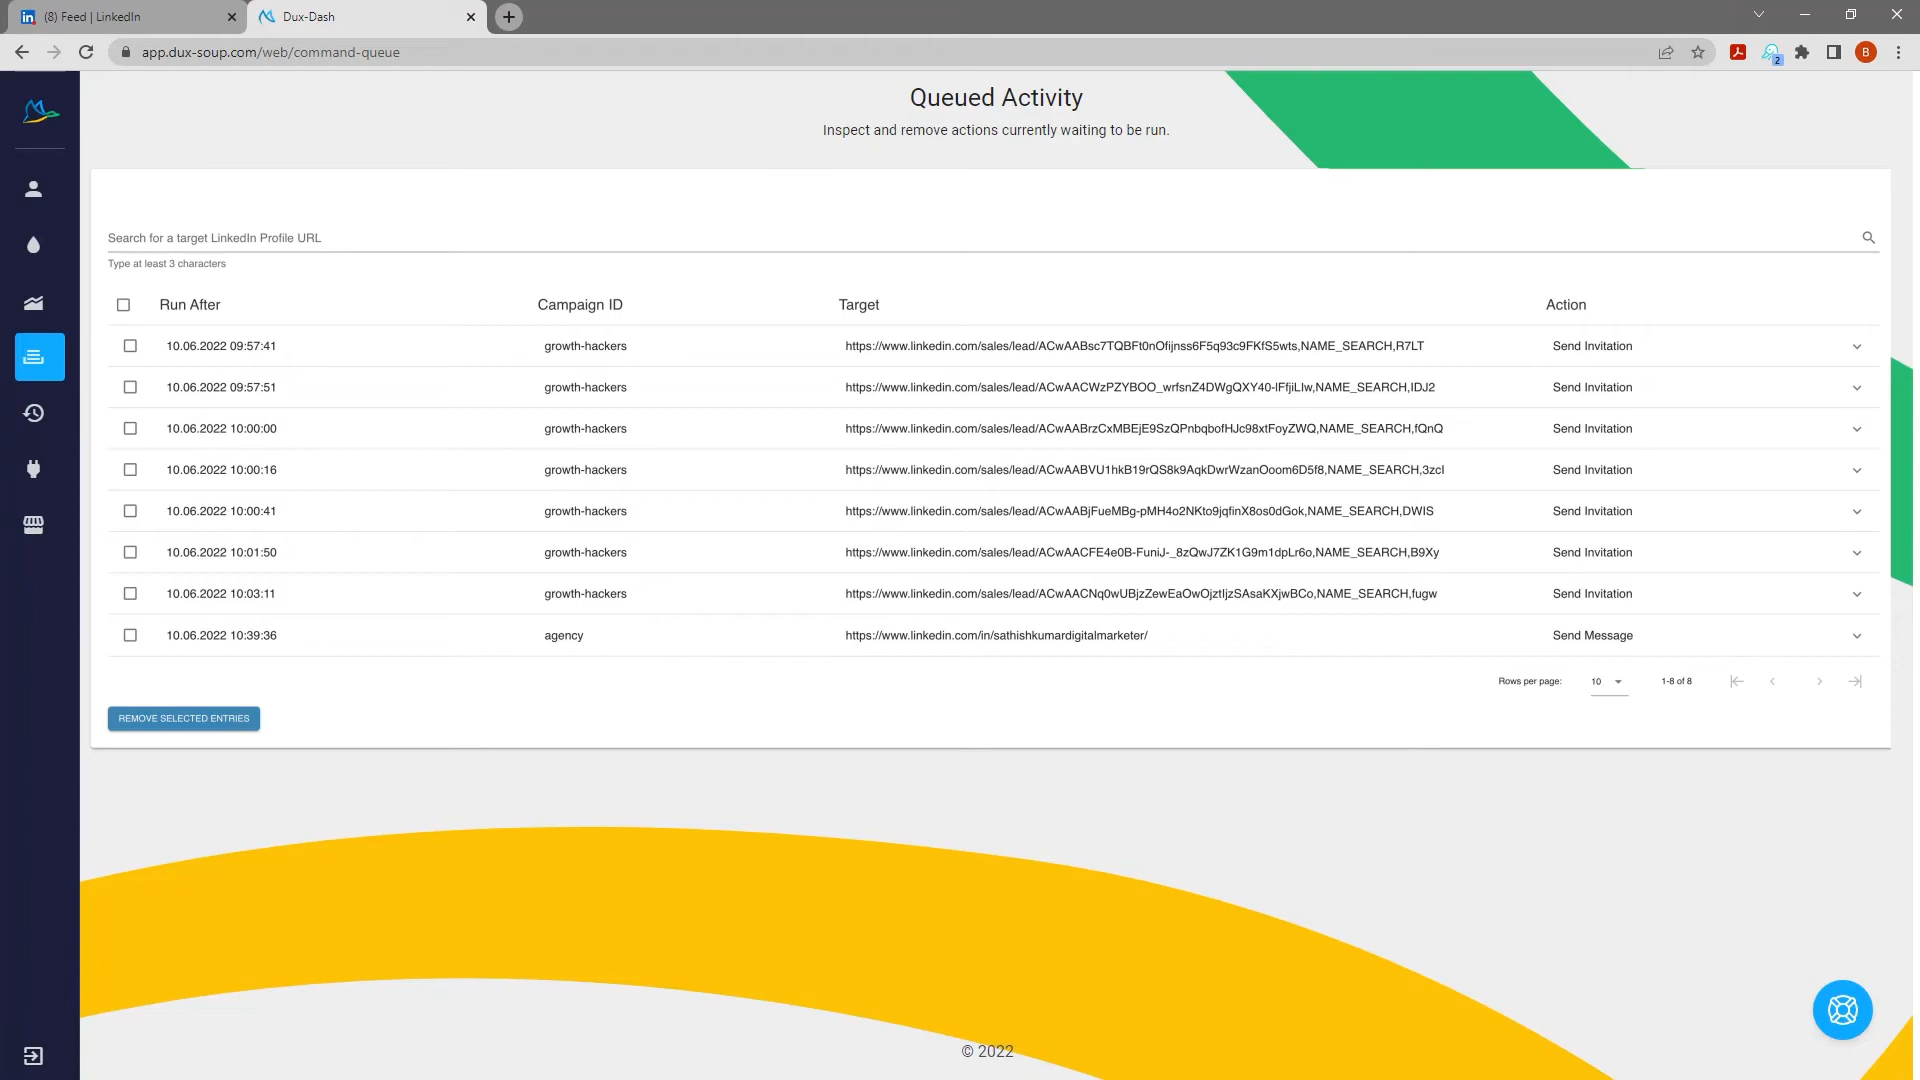 (8) Feed | LinkedIn
Dux-Dash
app.dux-soup.com/web/command-queue
2
B
Queued Activity
Inspect and remove actions currently waiting to be run.
Search for a target LinkedIn Profile URL
Type at least 3 characters
Run After Campaign ID Target Action
10.06.2022 09:57:41 growth-hackers https://www.linkedin.com/sales/lead/ACwAABsc7TQBFt0nOfijnss6F5q93c9FKfS5wts,NAME_SEARCH,R7LT Send Invitation
10.06.2022 09:57:51 growth-hackers https://www.linkedin.com/sales/lead/ACwAACWzPZYBOO_wrfsnZ4DWgQXY40-lFfjiLlw,NAME_SEARCH,IDJ2 Send Invitation
10.06.2022 10:00:00 growth-hackers https://www.linkedin.com/sales/lead/ACwAABrzCxMBEjE9SzQPnbqbofHJc98xtFoyZWQ,NAME_SEARCH,fQnQ Send Invitation
10.06.2022 10:00:16 growth-hackers https://www.linkedin.com/sales/lead/ACwAABVU1hkB19rQS8k9AqkDwrWzanOoom6D5f8,NAME_SEARCH,3zcI Send Invitation
10.06.2022 10:00:41 growth-hackers https://www.linkedin.com/sales/lead/ACwAABjFueMBg-pMH4o2NKto9jqfinX8os0dGok,NAME_SEARCH,DWIS Send Invitation
10.06.2022 10:01:50 growth-hackers https://www.linkedin.com/sales/lead/ACwAACFE4e0B-FuniJ-_8zQwJ7ZK1G9m1dpLr6o,NAME_SEARCH,B9Xy Send Invitation
10.06.2022 10:03:11 growth-hackers https://www.linkedin.com/sales/lead/ACwAACNq0wUBjzZewEaOwOjztIjzSAsaKXjwBCo,NAME_SEARCH,fugw Send Invitation
10.06.2022 10:39:36 agency https://www.linkedin.com/in/sathishkumardigitalmarketer/ Send Message
Rows per page: 10 1-8 of 8
REMOVE SELECTED ENTRIES
© 2022